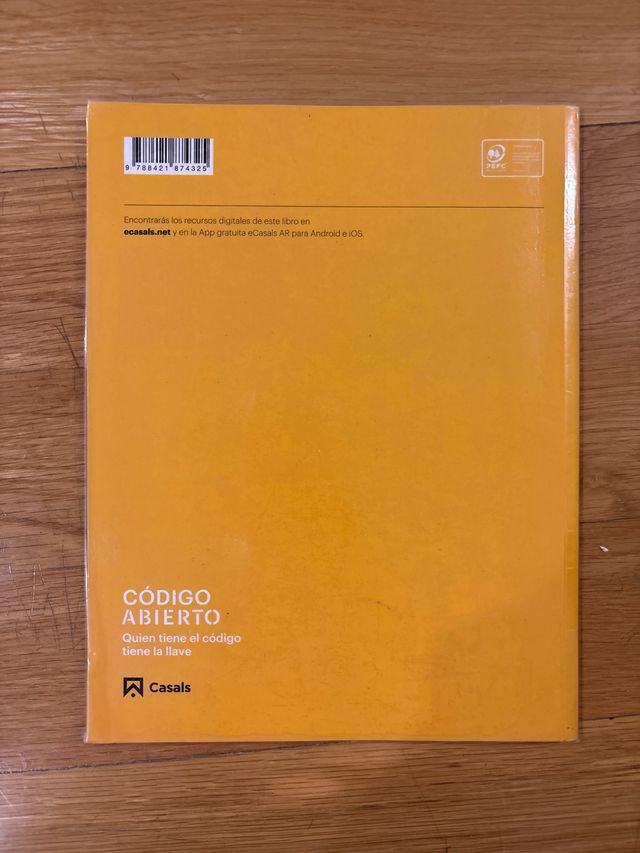 9 788421 874325
PEFC
Encontrarás los recursos digitales de este libro en
ecasals.net y en la App gratuita eCasals AR para Android e iOS.
CÓDIGO
ABIERTO
Quien tiene el código
tiene la llave
Casals